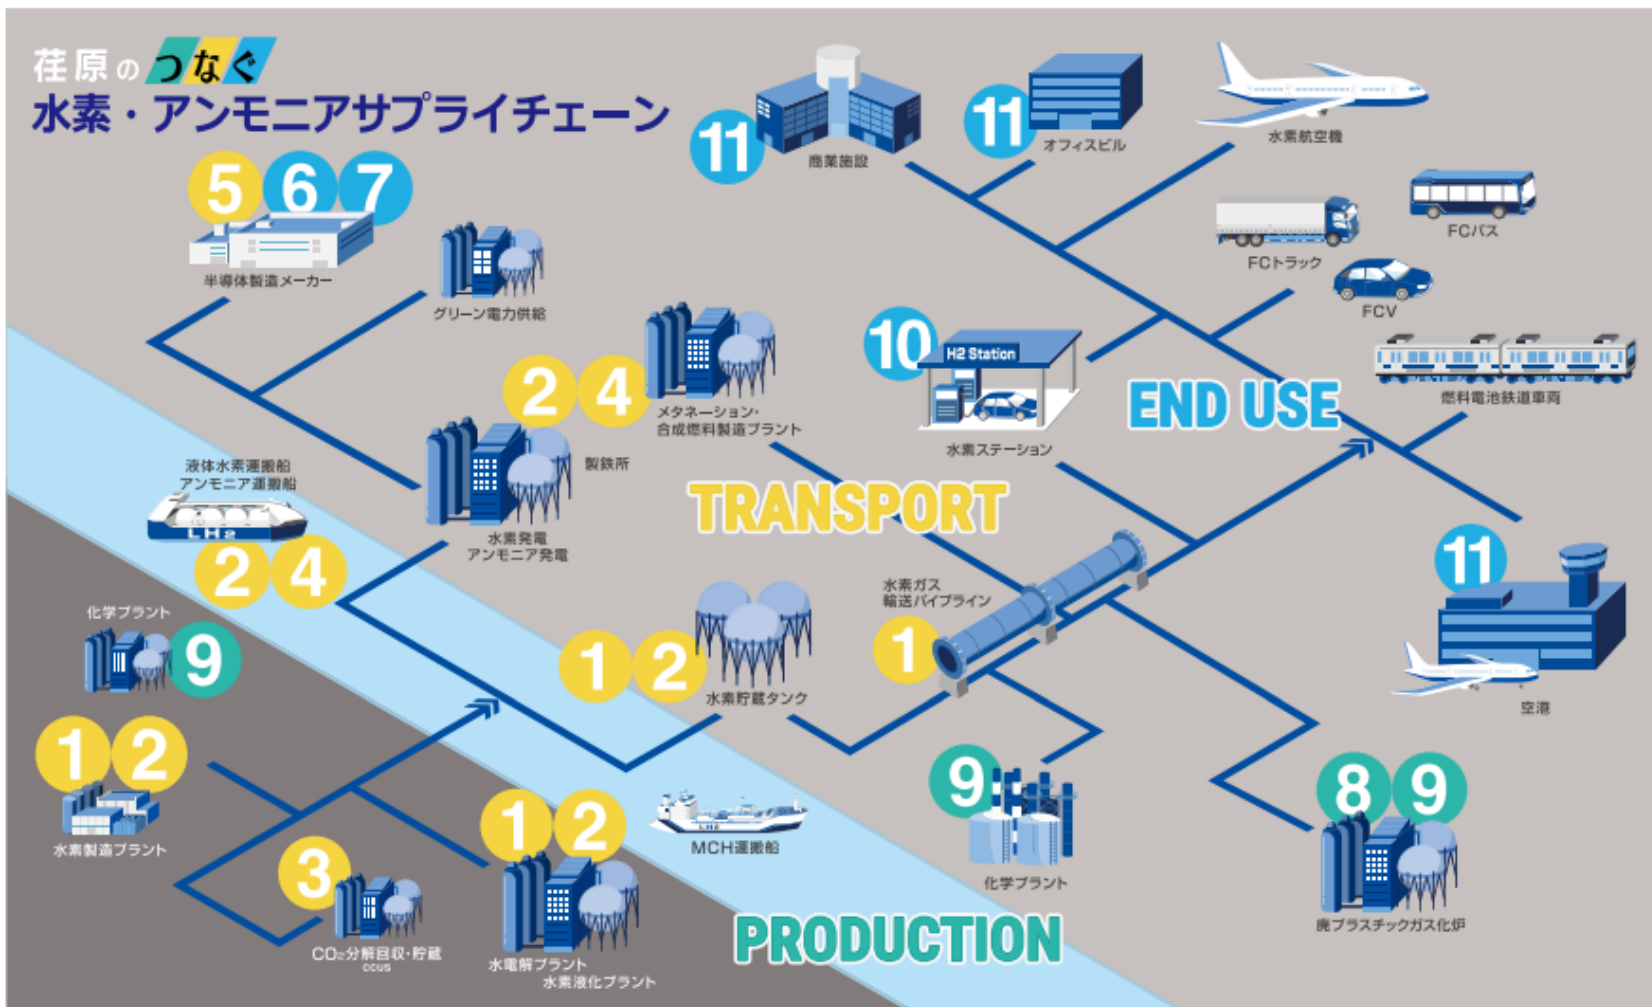 荏原のつなぐ
水素・アンモニアサプライチェーン
11
商業施設
11
オフィスビル
水素航空機
5 6 7
半導体製造メーカー
グリーン電力供給
FCトラック
FCバス
FCV
2 4
メタネーション・
合成燃料製造プラント
製鉄所
10
H2 Station
水素ステーション
END USE
燃料電池鉄道車両
液体水素運搬船
アンモニア運搬船
LH2
2 4
水素発電
アンモニア発電
TRANSPORT
水素ガス
輸送パイプライン
1
11
空港
化学プラント
9
1 2
水素貯蔵タンク
1 2
水素製造プラント
3
CO2分解回収・貯蔵
CCUS
1 2
水電解プラント
水素液化プラント
LH2
MCH運搬船
9
化学プラント
8 9
廃プラスチックガス化炉
PRODUCTION